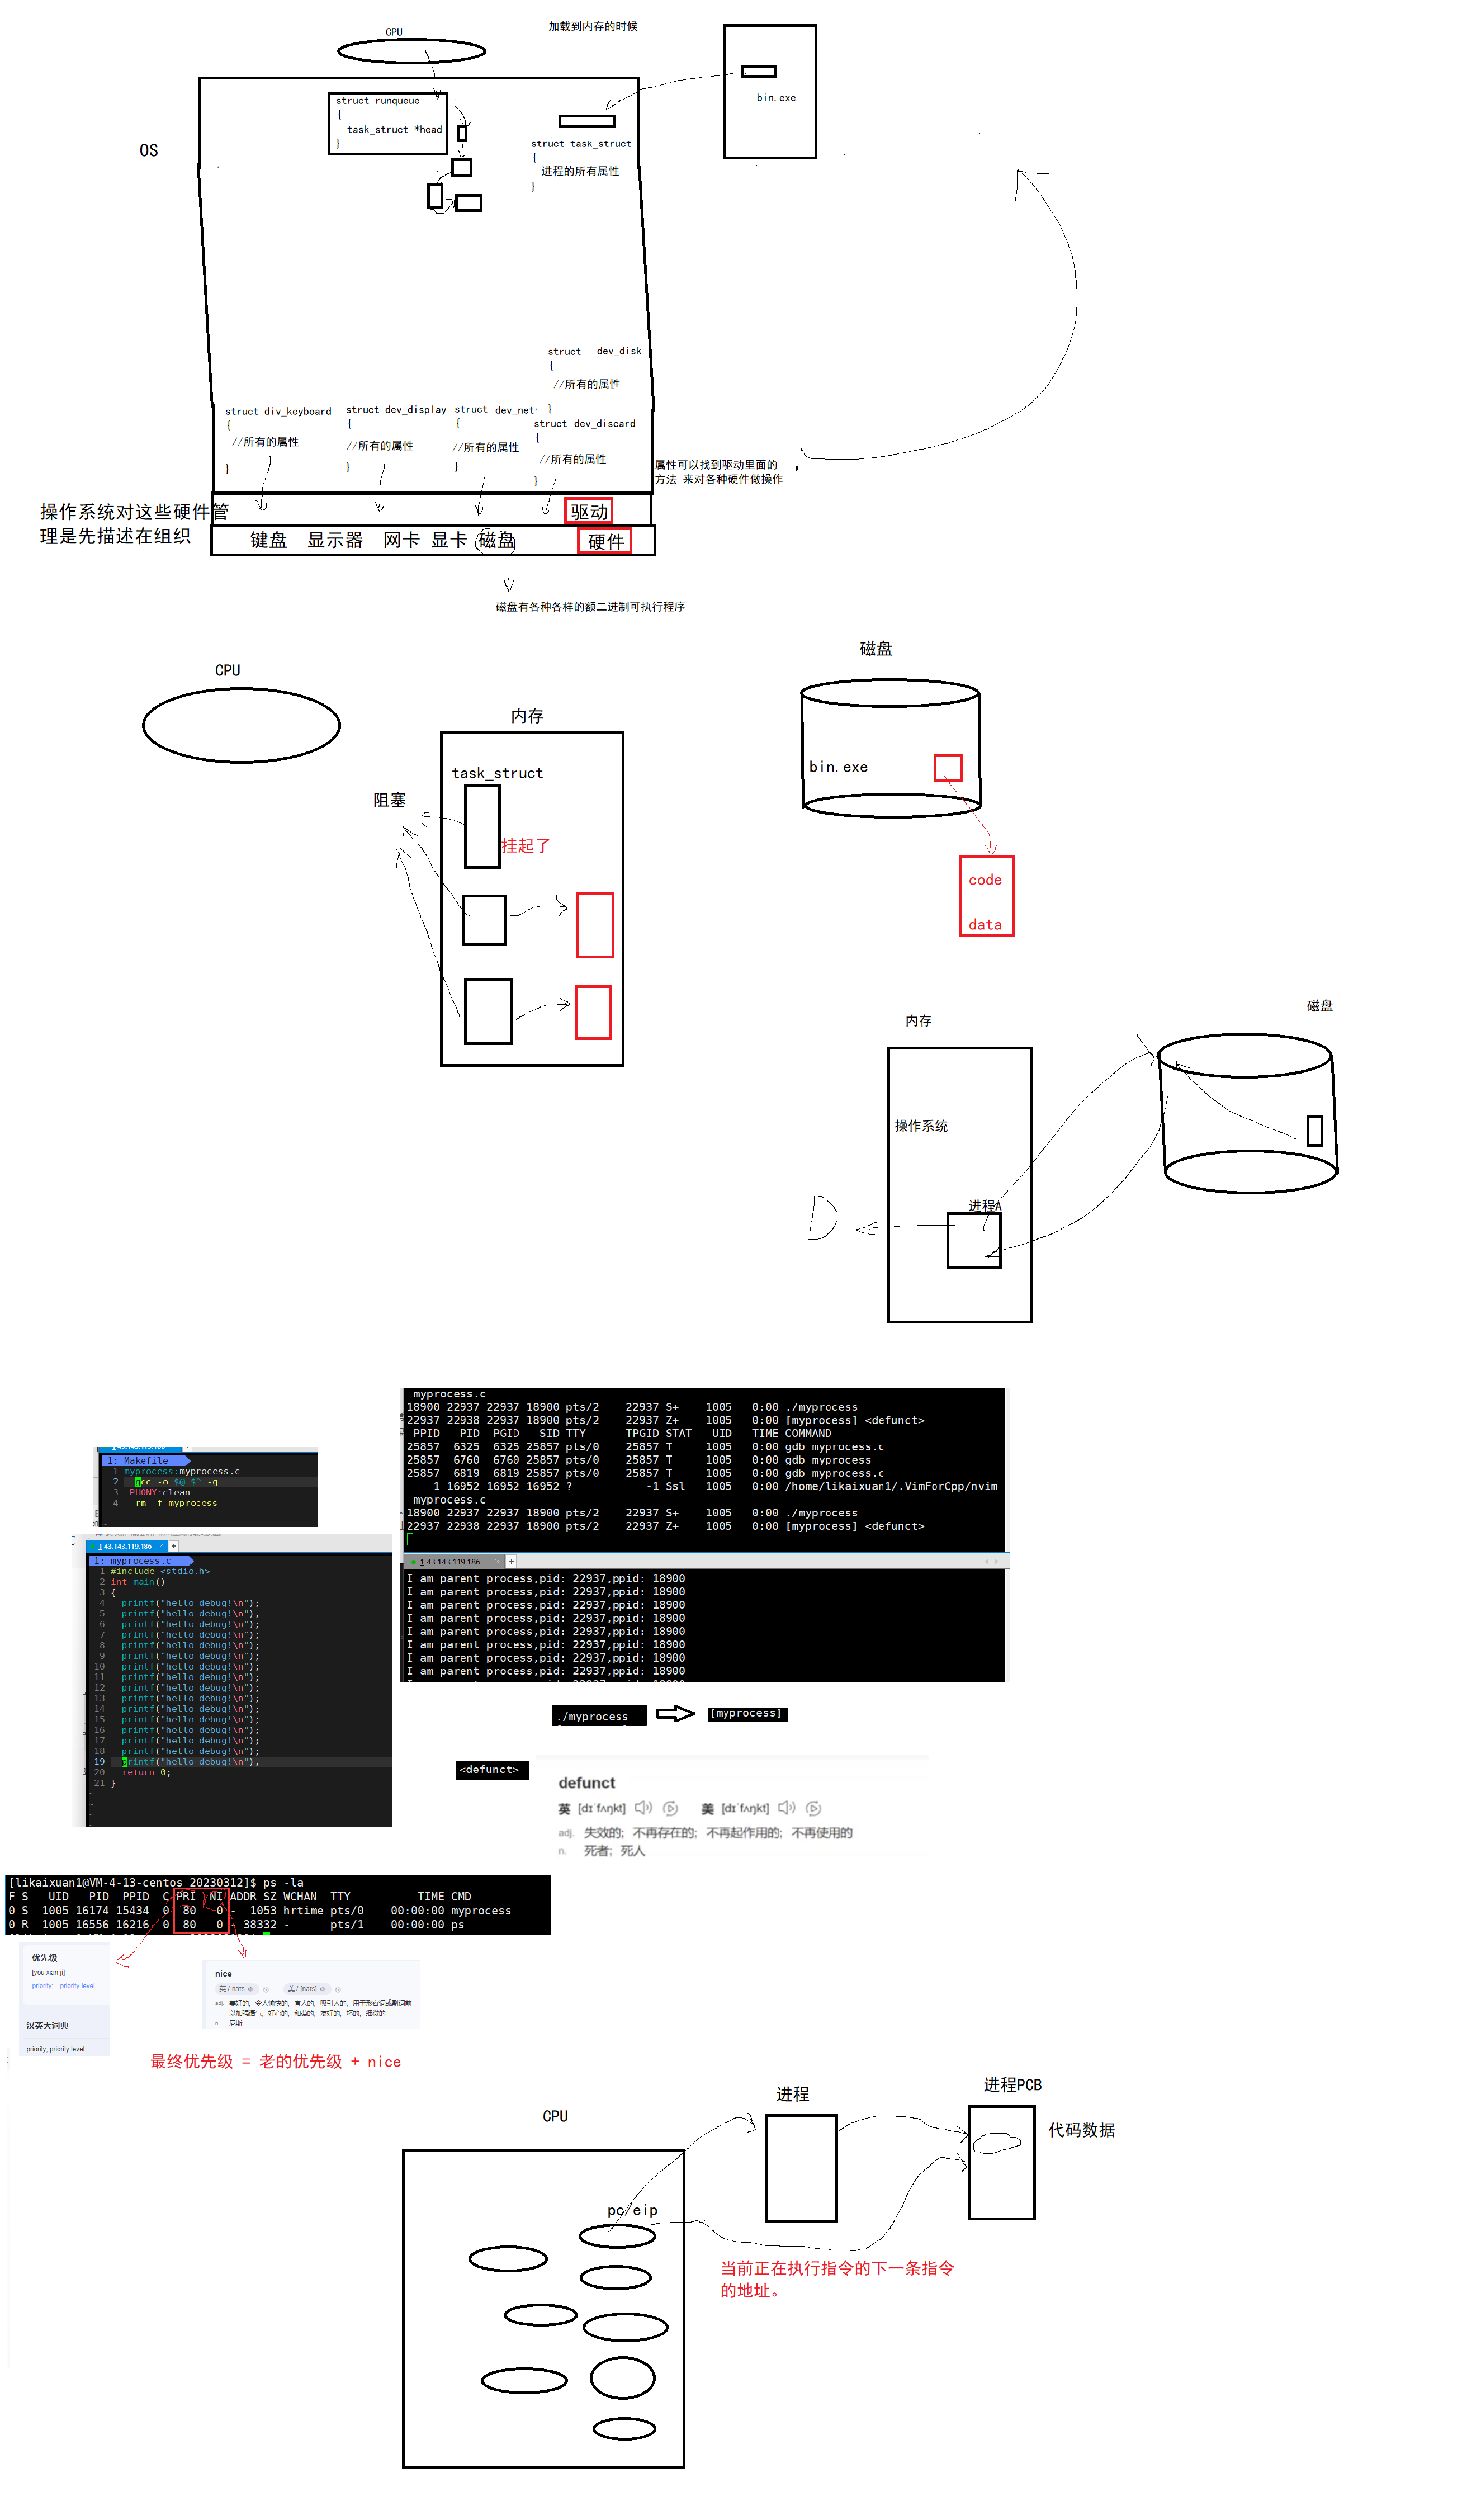 CPU
加载到内存的时候
OS
struct runqueue
{
task_struct *head
}
bin.exe
struct task_struct
{
进程的所有属性
}
struct dev_disk
{
//所有的属性
}
struct div_keyboard
{
//所有的属性
}
struct dev_display
{
//所有的属性
}
struct dev_net
{
//所有的属性
}
struct dev_discard
{
//所有的属性
}
属性可以找到驱动里面的
方法 来对各种硬件做操作
操作系统对这些硬件管
理是先描述在组织
驱动
键盘 显示器 网卡 显卡 磁盘 硬件
磁盘有各种各样的额二进制可执行程序
CPU
内存
磁盘
task_struct
bin.exe
阻塞
挂起了
code
data
内存
磁盘
操作系统
进程A
D
myprocess.c
18900 22937 22937 18900 pts/2 22937 S+ 1005 0:00 ./myprocess
22937 22938 22937 18900 pts/2 22937 Z+ 1005 0:00 [myprocess] <defunct>
PPID PID PGID SID TTY TPGID STAT UID TIME COMMAND
25857 6325 6325 25857 pts/0 25857 T 1005 0:00 gdb myprocess.c
25857 6760 6760 25857 pts/0 25857 T 1005 0:00 gdb myprocess
25857 6819 6819 25857 pts/0 25857 T 1005 0:00 gdb myprocess.c
1 16952 16952 16952 ? -1 Ssl 1005 0:00 /home/likaixuan1/.VimForCpp/nvim
myprocess.c
18900 22937 22937 18900 pts/2 22937 S+ 1005 0:00 ./myprocess
22937 22938 22937 18900 pts/2 22937 Z+ 1005 0:00 [myprocess] <defunct>
1 43.143.119.186 × +
I am parent process,pid: 22937,ppid: 18900
I am parent process,pid: 22937,ppid: 18900
I am parent process,pid: 22937,ppid: 18900
I am parent process,pid: 22937,ppid: 18900
I am parent process,pid: 22937,ppid: 18900
I am parent process,pid: 22937,ppid: 18900
I am parent process,pid: 22937,ppid: 18900
I am parent process,pid: 22937,ppid: 18900
1: Makefile
1 myprocess:myprocess.c
2 gcc -o $@ $^ -g
3 .PHONY:clean
4 rm -f myprocess
1 43.143.119.186 × +
1: myprocess.c
1 #include <stdio.h>
2 int main()
3 {
4 printf("hello debug!\n");
5 printf("hello debug!\n");
6 printf("hello debug!\n");
7 printf("hello debug!\n");
8 printf("hello debug!\n");
9 printf("hello debug!\n");
10 printf("hello debug!\n");
11 printf("hello debug!\n");
12 printf("hello debug!\n");
13 printf("hello debug!\n");
14 printf("hello debug!\n");
15 printf("hello debug!\n");
16 printf("hello debug!\n");
17 printf("hello debug!\n");
18 printf("hello debug!\n");
19 printf("hello debug!\n");
20 return 0;
21 }
./myprocess
[myprocess]
<defunct>
defunct
英 [dɪˈfʌŋkt] 美 [dɪˈfʌŋkt]
adj. 失效的; 不再存在的; 不再起作用的; 不再使用的
n. 死者; 死人
[likaixuan1@VM-4-13-centos 20230312]$ ps -la
F S UID PID PPID C PRI NI ADDR SZ WCHAN TTY TIME CMD
0 S 1005 16174 15434 0 80 0 - 1053 hrtime pts/0 00:00:00 myprocess
0 R 1005 16556 16216 0 80 0 - 38332 - pts/1 00:00:00 ps
优先级
[yōu xiān jí]
priority; priority level
汉英大词典
priority; priority level
nice
英 / naɪs 美 / [naɪs]
adj. 美好的; 令人愉快的; 宜人的; 吸引人的; 用于形容词或副词前
以加强语气; 好心的; 和蔼的; 友好的; 坏的; 细微的
n. 尼斯
最终优先级 = 老的优先级 + nice
CPU
进程
进程PCB
代码数据
pc/eip
当前正在执行指令的下一条指令
的地址。